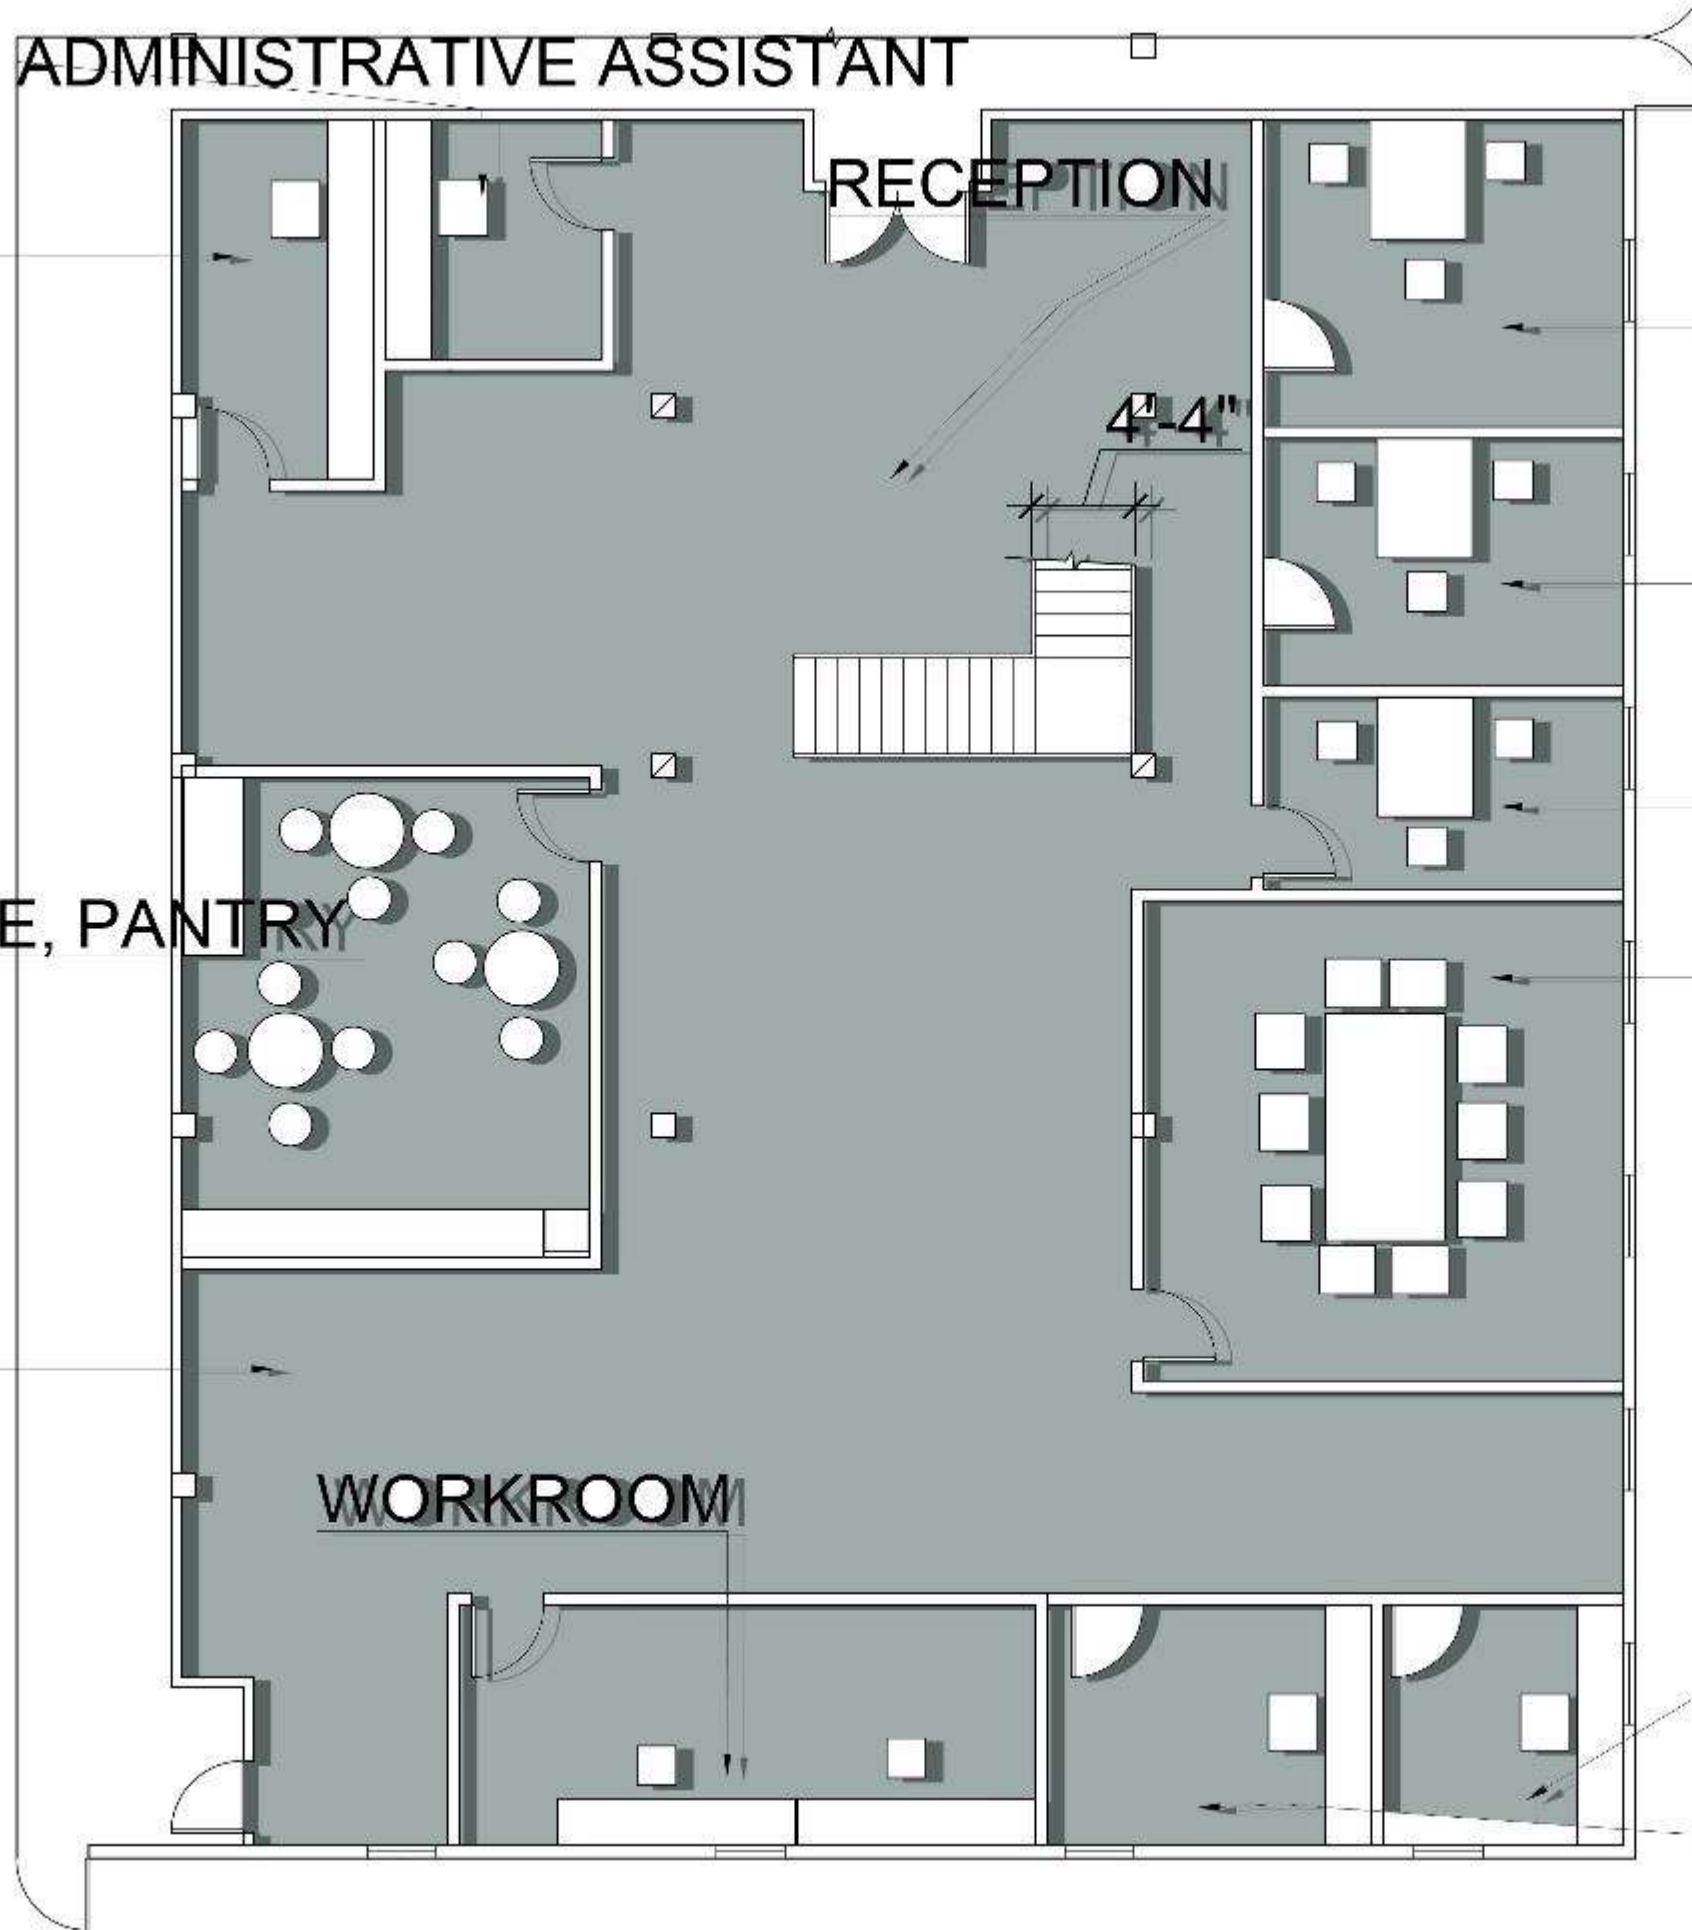 ADMINISTRATIVE ASSISTANT
RECEPTION
4'-4"
E, PANTRY
WORKROOM